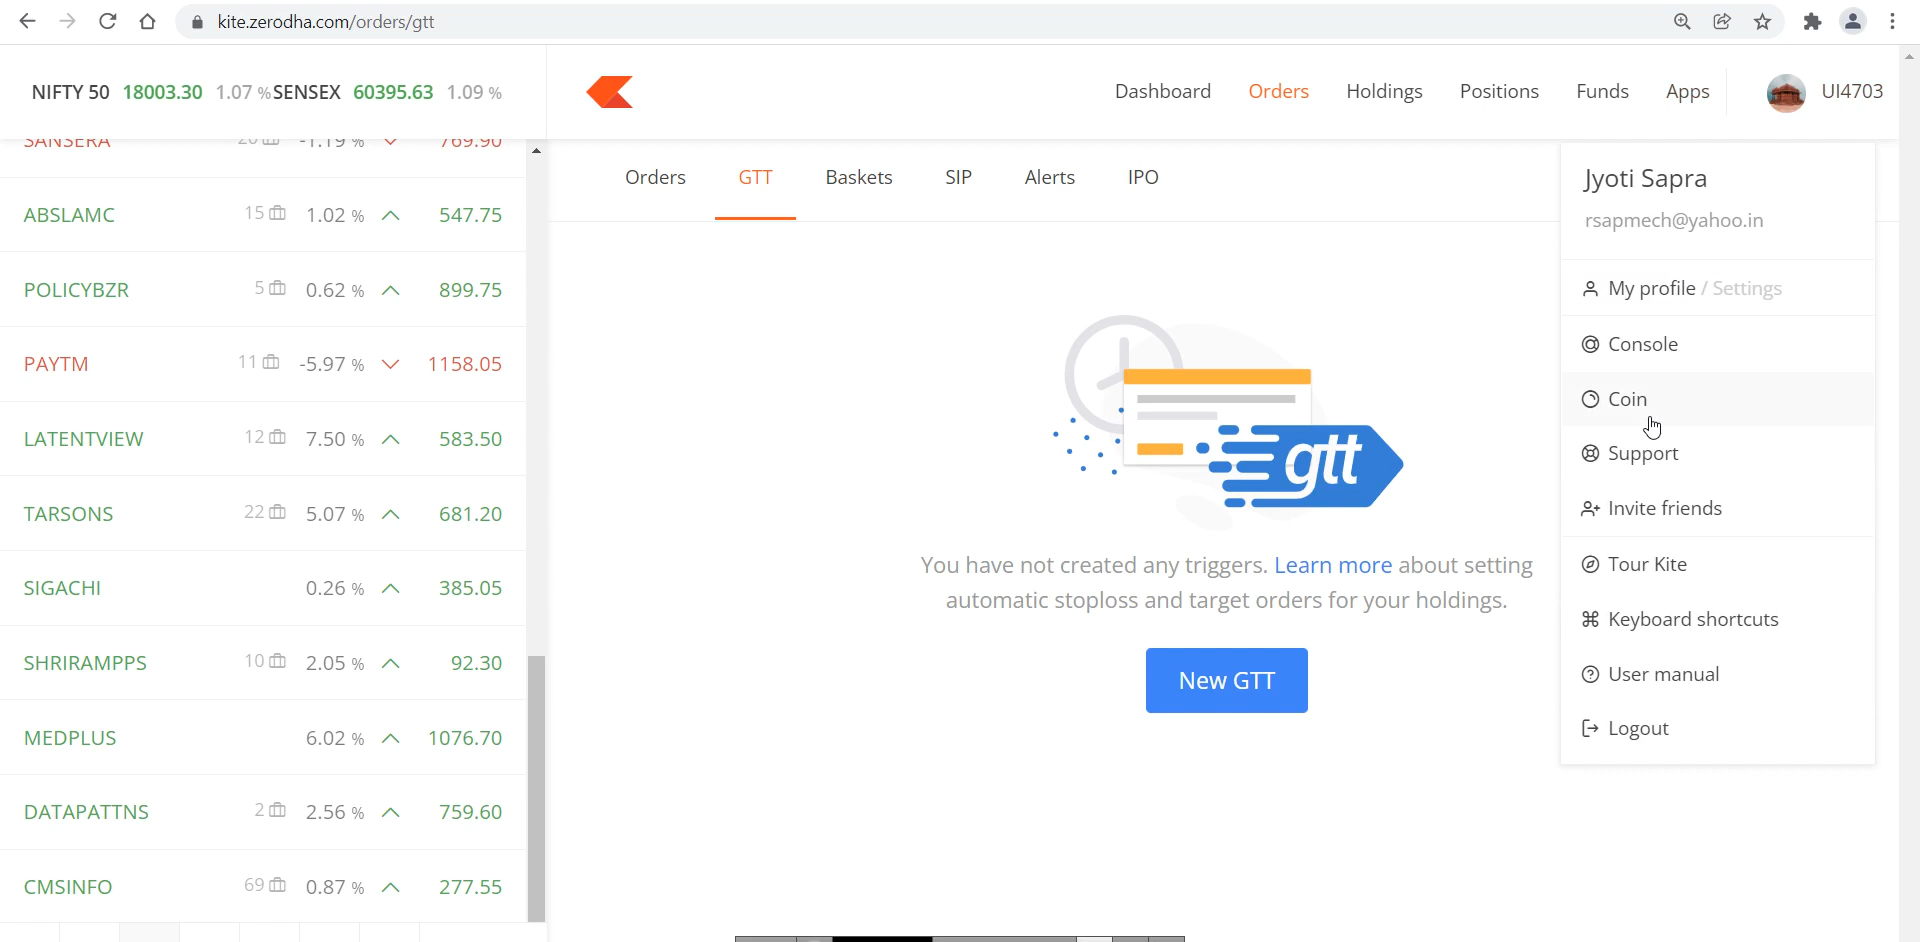 kite.zerodha.com/orders/gtt
NIFTY 50 18003.30 1.07 % SENSEX 60395.63 1.09 %
Dashboard Orders Holdings Positions Funds Apps UI4703
SANSERA 20 -1.19 % 769.90
ABSLAMC 15 1.02 % 547.75
POLICYBZR 5 0.62 % 899.75
PAYTM 11 -5.97 % 1158.05
LATENTVIEW 12 7.50 % 583.50
TARSONS 22 5.07 % 681.20
SIGACHI 0.26 % 385.05
SHRIRAMPPS 10 2.05 % 92.30
MEDPLUS 6.02 % 1076.70
DATAPATTNS 2 2.56 % 759.60
CMSINFO 69 0.87 % 277.55
Orders GTT Baskets SIP Alerts IPO
gtt
You have not created any triggers. Learn more about setting
automatic stoploss and target orders for your holdings.
New GTT
Jyoti Sapra
rsapmech@yahoo.in
My profile / Settings
Console
Coin
Support
Invite friends
Tour Kite
Keyboard shortcuts
User manual
Logout